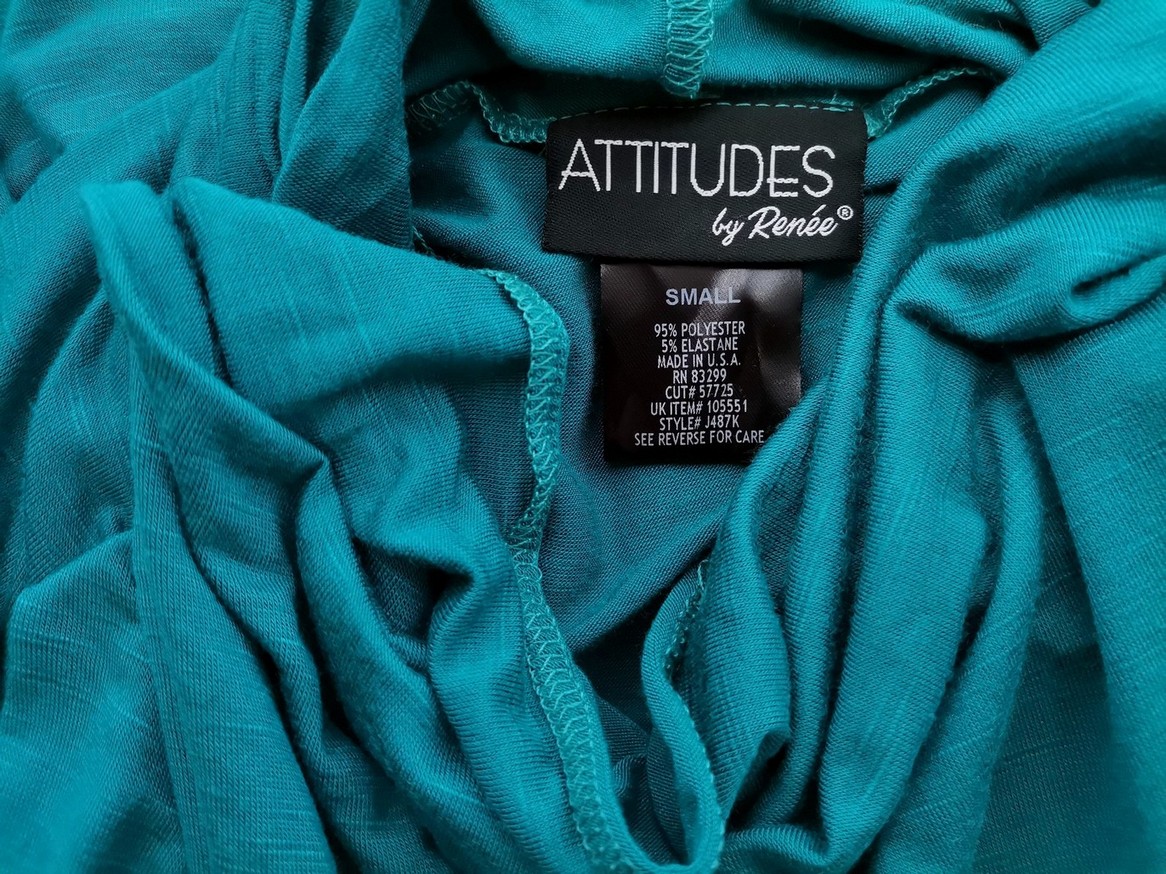 ATTITUDES
by Renée®
SMALL
95% POLYESTER
5% ELASTANE
MADE IN U.S.A.
RN 83299
CUT# 57725
UK ITEM# 105551
STYLE# J487K
SEE REVERSE FOR CARE